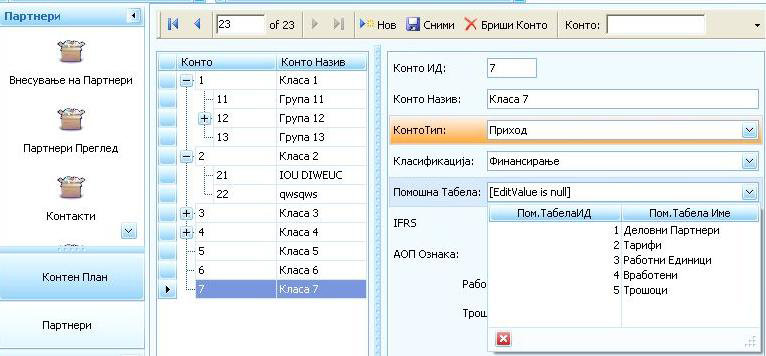 Партнери
Внесување на Партнери
Партнери Преглед
Контакти
Контен План
Партнери
23 of 23 Нов Сними Бриши Конто Конто:
Конто Конто Назив
1 Класа 1
11 Група 11
12 Група 12
13 Група 13
2 Класа 2
21 IOU DIWEUC
22 qwsqws
3 Класа 3
4 Класа 4
5 Класа 5
6 Класа 6
7 Класа 7
Конто ИД: 7
Конто Назив: Класа 7
КонтоТип: Приход
Класификација: Финансирање
Помошна Табела: [EditValue is null]
IFRS
АОП Ознака:
Рабо
Трош
Пом.ТабелаИД Пом.Табела Име
1 Деловни Партнери
2 Тарифи
3 Работни Единици
4 Вработени
5 Трошоци